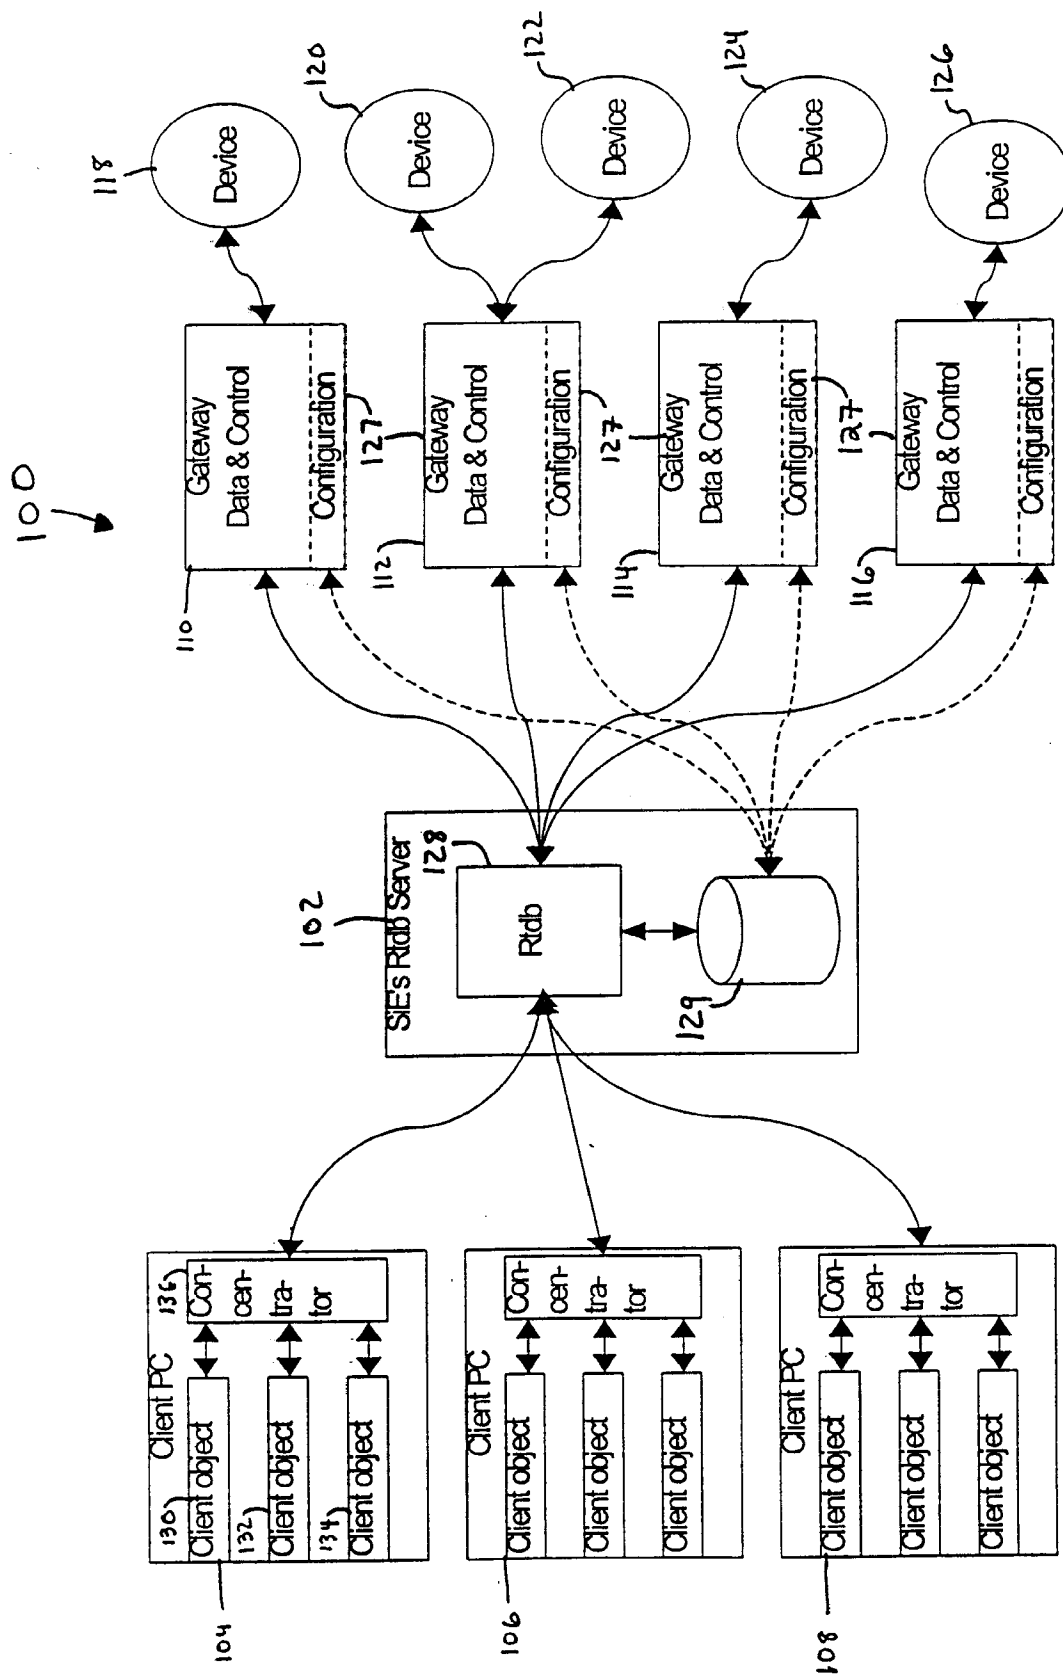 100
104
Client PC
130
Client object
132
Client object
134
Client object
136
Con-
cen-
tra-
tor
106
Client PC
Client object
Client object
Client object
Con-
cen-
tra-
tor
108
Client PC
Client object
Client object
Client object
Con-
cen-
tra-
tor
102
SiE's Rtdb Server
128
Rtdb
129
110
Gateway
Data & Control
Configuration
127
112
Gateway
Data & Control
Configuration
127
114
Gateway
Data & Control
Configuration
127
116
Gateway
Data & Control
Configuration
127
118
Device
120
Device
122
Device
124
Device
126
Device